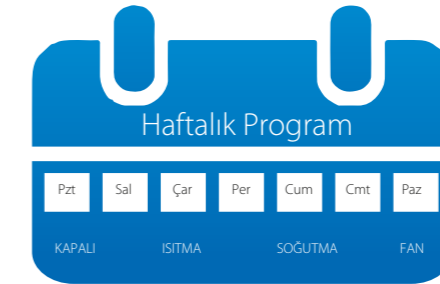 Haftalık Program
Pzt Sal Çar Per Cum Cmt Paz
KAPALI ISITMA SOĞUTMA FAN